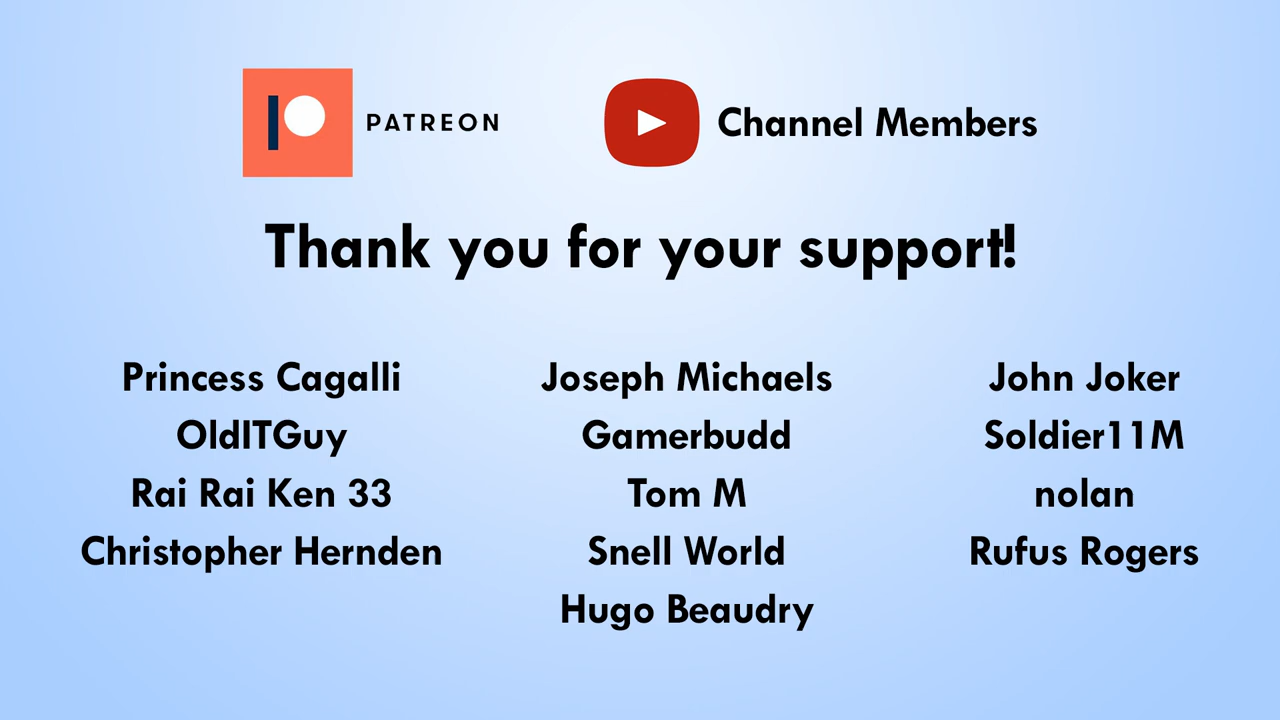 PATREON
Channel Members
Thank you for your support!
Princess Cagalli
OldITGuy
Rai Rai Ken 33
Christopher Hernden
Joseph Michaels
Gamerbudd
Tom M
Snell World
Hugo Beaudry
John Joker
Soldier11M
nolan
Rufus Rogers